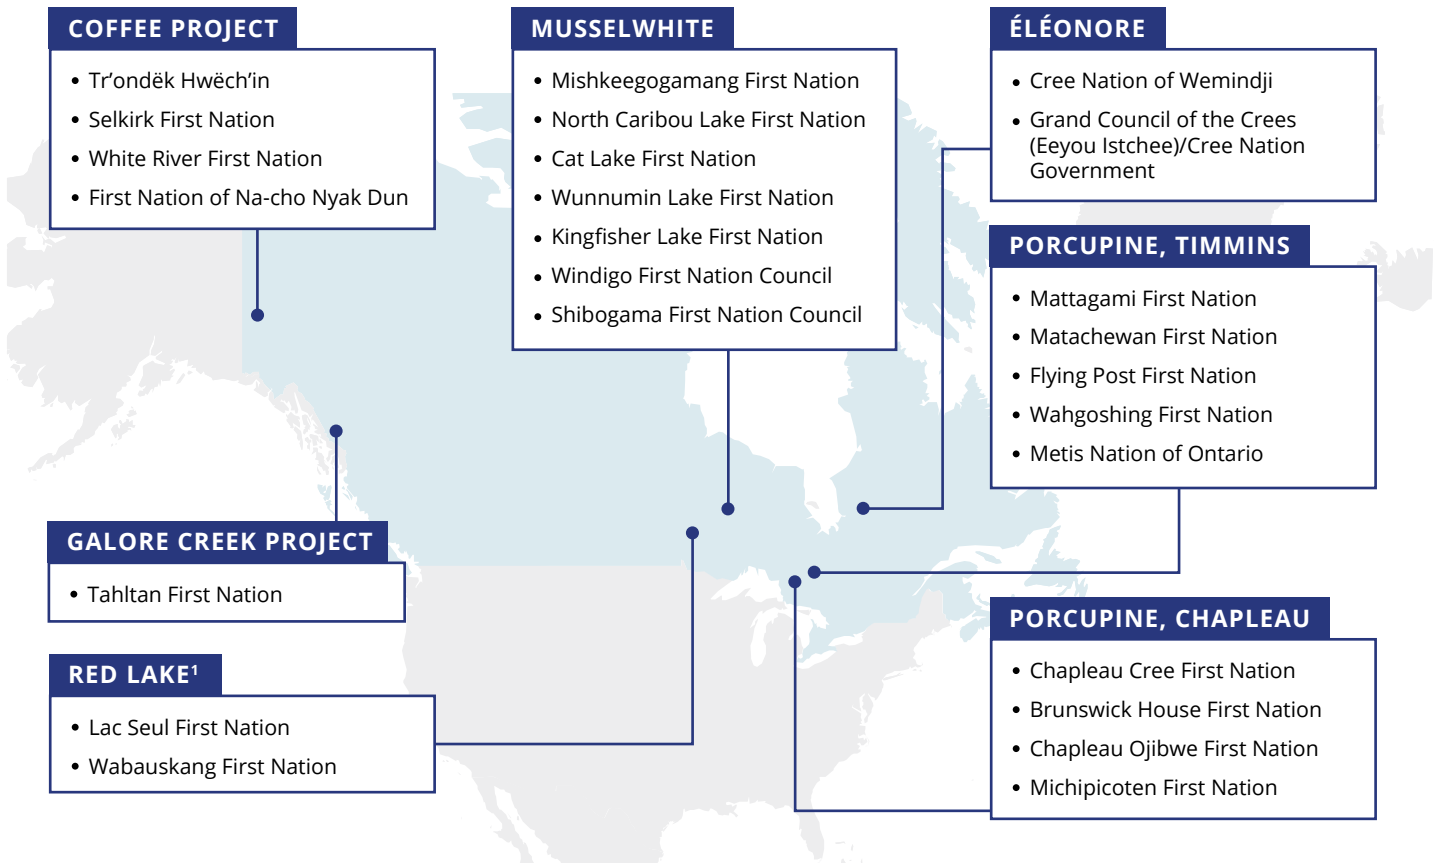 COFFEE PROJECT
• Tr’ondëk Hwëch’in
• Selkirk First Nation
• White River First Nation
• First Nation of Na-cho Nyak Dun
MUSSELWHITE
• Mishkeegogamang First Nation
• North Caribou Lake First Nation
• Cat Lake First Nation
• Wunnumin Lake First Nation
• Kingfisher Lake First Nation
• Windigo First Nation Council
• Shibogama First Nation Council
ÉLÉONORE
• Cree Nation of Wemindji
• Grand Council of the Crees
(Eeyou Istchee)/Cree Nation
Government
PORCUPINE, TIMMINS
• Mattagami First Nation
• Matachewan First Nation
• Flying Post First Nation
• Wahgoshing First Nation
• Metis Nation of Ontario
GALORE CREEK PROJECT
• Tahltan First Nation
RED LAKE¹
• Lac Seul First Nation
• Wabauskang First Nation
PORCUPINE, CHAPLEAU
• Chapleau Cree First Nation
• Brunswick House First Nation
• Chapleau Ojibwe First Nation
• Michipicoten First Nation